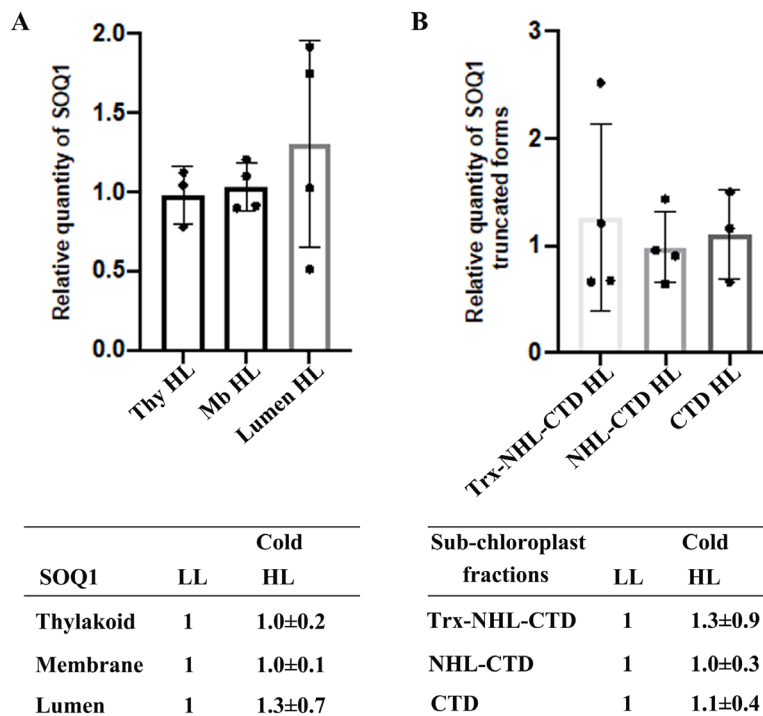 A
Relative quantity of SOQ1
2.0
1.5
1.0
0.5
0.0
Thy HL
Mb HL
Lumen HL
B
Relative quantity of SOQ1
truncated forms
3
2
1
0
Trx-NHL-CTD HL
NHL-CTD HL
CTD HL
Cold
SOQ1 LL HL
Thylakoid 1 1.0±0.2
Membrane 1 1.0±0.1
Lumen 1 1.3±0.7
Sub-chloroplast Cold
fractions LL HL
Trx-NHL-CTD 1 1.3±0.9
NHL-CTD 1 1.0±0.3
CTD 1 1.1±0.4